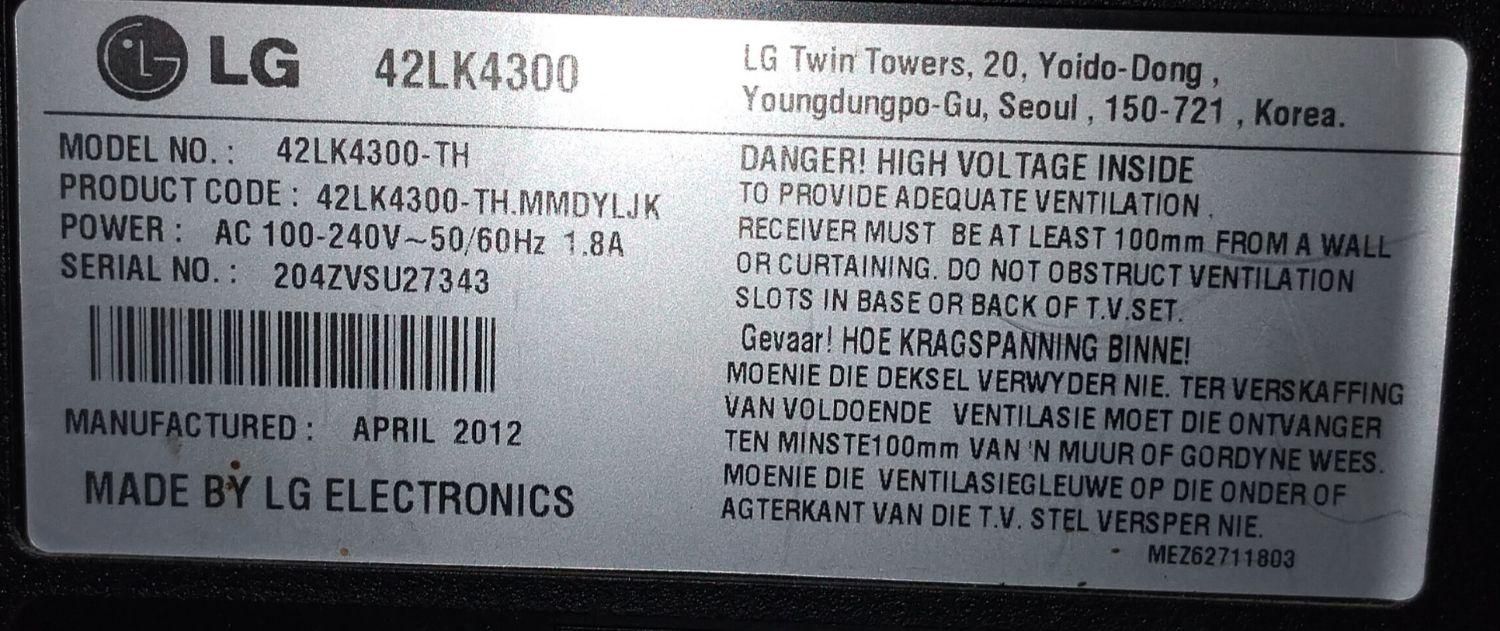 LG 42LK4300
LG Twin Towers, 20, Yoido-Dong ,
Youngdungpo-Gu, Seoul , 150-721 , Korea.
MODEL NO. : 42LK4300-TH
PRODUCT CODE : 42LK4300-TH.MMDYLJK
POWER : AC 100-240V~50/60Hz 1.8A
SERIAL NO. : 204ZVSU27343
MANUFACTURED : APRIL 2012
MADE BY LG ELECTRONICS
DANGER! HIGH VOLTAGE INSIDE
TO PROVIDE ADEQUATE VENTILATION .
RECEIVER MUST BE AT LEAST 100mm FROM A WALL
OR CURTAINING. DO NOT OBSTRUCT VENTILATION
SLOTS IN BASE OR BACK OF T.V.SET.
Gevaar! HOE KRAGSPANNING BINNE!
MOENIE DIE DEKSEL VERWYDER NIE. TER VERSKAFFING
VAN VOLDOENDE VENTILASIE MOET DIE ONTVANGER
TEN MINSTE100mm VAN 'N MUUR OF GORDYNE WEES.
MOENIE DIE VENTILASIEGLEUWE OP DIE ONDER OF
AGTERKANT VAN DIE T.V. STEL VERSPER NIE.
MEZ62711803